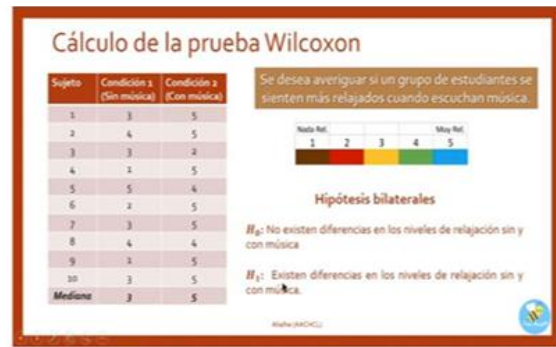 Cálculo de la prueba Wilcoxon
Sujeto Condición 1 (Sin música) Condición 2 (Con música)
1 3 5
2 4 5
3 3 2
4 5
5 5 4
6 5
7 3 5
8 4 4
9 5
10 3 5
Mediana 3 5
Se desea averiguar si un grupo de estudiantes se
sienten más relajados cuando escuchan música.
Nada Rel. Muy Rel.
1 2 3 4 5
Hipótesis bilaterales
H₀: No existen diferencias en los niveles de relajación sin y
con música
H₁: Existen diferencias en los niveles de relajación sin y
con música.